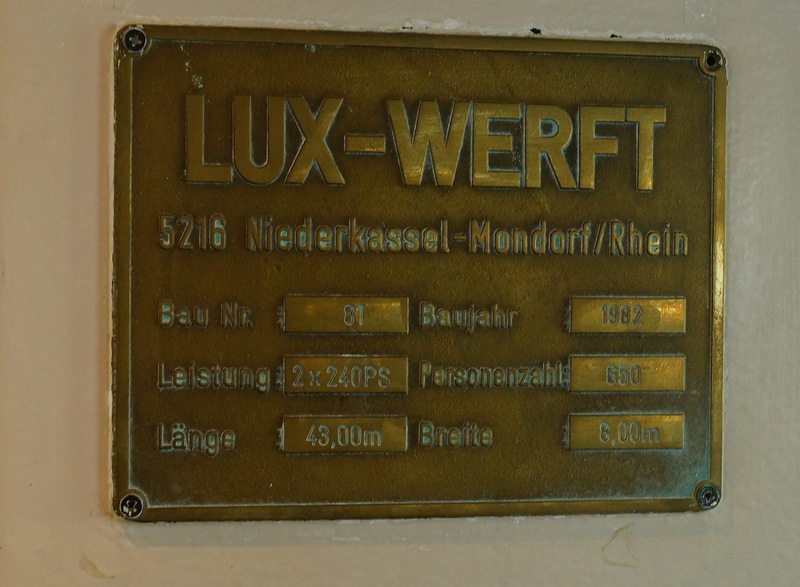 LUX-WERFT
5216 Niederkassel-Mondorf/Rhein
Bau Nr. 81 Baujahr 1982
Leistung 2x240PS Personenzahl 650
Länge 43,00m Breite 8,00m